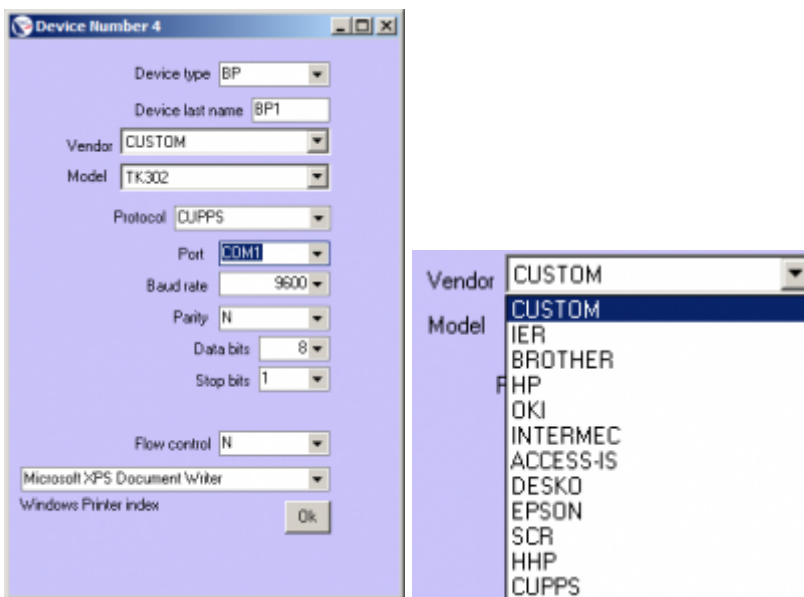 Device Number 4
Device type BP
Device last name BP1
Vendor CUSTOM
Model TK302
Protocol CUPPS
Port COM1
Baud rate 9600
Parity N
Data bits 8
Stop bits 1
Flow control N
Microsoft XPS Document Writer
Windows Printer index
Ok
Vendor CUSTOM
CUSTOM
Model
IER
BROTHER
HP
OKI
INTERMEC
ACCESS-IS
DESKO
EPSON
SCR
HHP
CUPPS